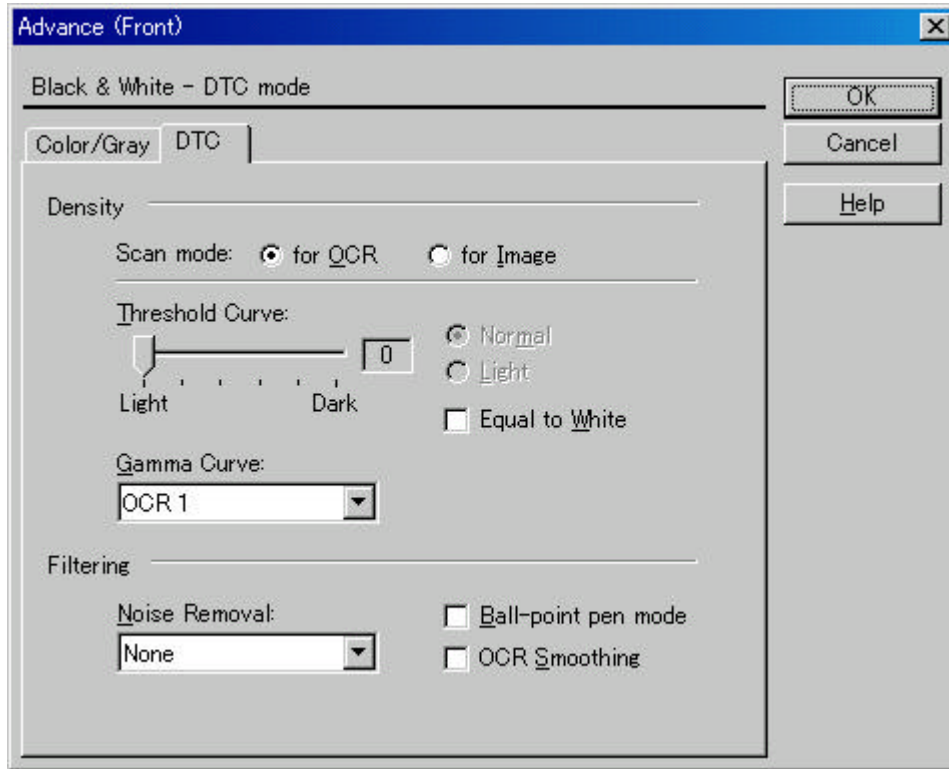 Advance (Front)
Black & White - DTC mode
OK
Color/Gray DTC
Cancel
Density
Help
Scan mode: for OCR for Image
Threshold Curve:
0
Normal
Light
Light Dark
Equal to White
Gamma Curve:
OCR 1
Filtering
Noise Removal:
Ball-point pen mode
None
OCR Smoothing